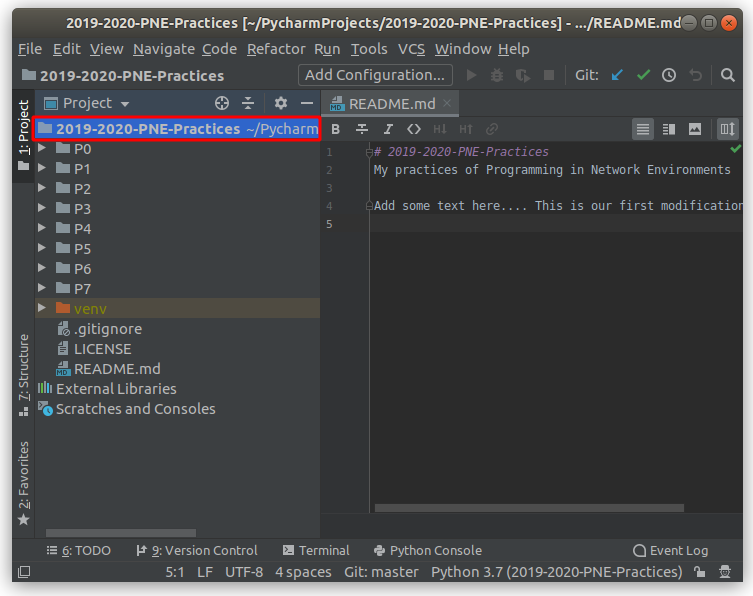 2019-2020-PNE-Practices [~/PycharmProjects/2019-2020-PNE-Practices] - .../README.md
File Edit View Navigate Code Refactor Run Tools VCS Window Help
2019-2020-PNE-Practices Add Configuration... Git:
1: Project
Project
README.md
2019-2020-PNE-Practices ~/Pycharm
P0
P1
P2
P3
P4
P5
P6
P7
venv
.gitignore
LICENSE
README.md
External Libraries
Scratches and Consoles
B I <> H↓ H↑
1 # 2019-2020-PNE-Practices
2 My practices of Programming in Network Environments
3
4 Add some text here.... This is our first modification
5
7: Structure
2: Favorites
6: TODO 9: Version Control Terminal Python Console Event Log
5:1 LF UTF-8 4 spaces Git: master Python 3.7 (2019-2020-PNE-Practices)